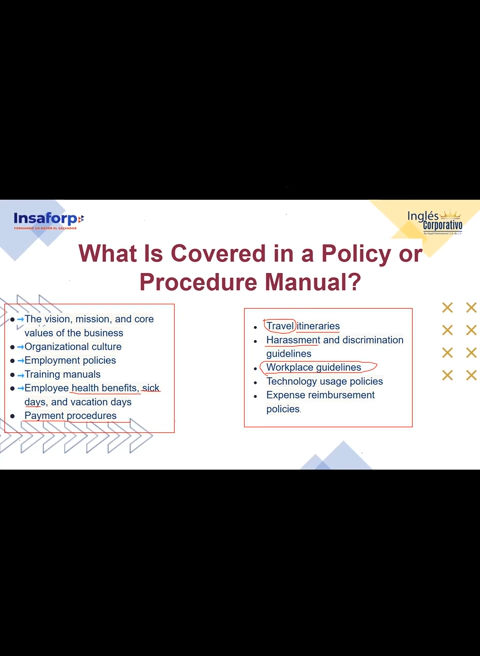 Insaforp
Inglés
Corporativo
What Is Covered in a Policy or
Procedure Manual?
● → The vision, mission, and core
values of the business
● → Organizational culture
● → Employment policies
● → Training manuals
● → Employee health benefits, sick
days, and vacation days
● Payment procedures
• Travel itineraries
• Harassment and discrimination
guidelines
• Workplace guidelines
• Technology usage policies
• Expense reimbursement
policies